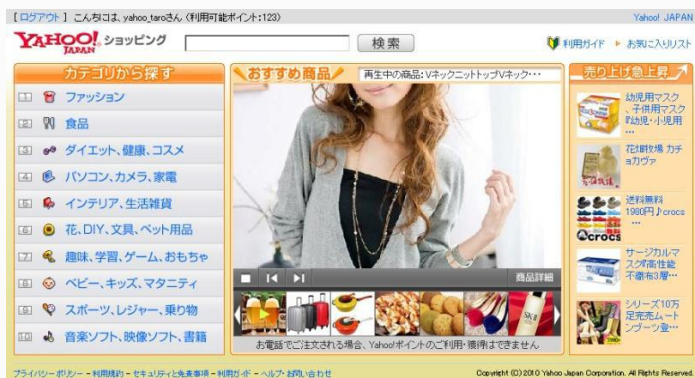 [ログアウト] こんちには、yahoo_taroさん (利用可能ポイント:123)
Yahoo! JAPAN
YAHOO! JAPAN ショッピング
検索
利用ガイド
お気に入りリスト
カテゴリから探す
1 ファッション
2 食品
3 ダイエット、健康、コスメ
4 パソコン、カメラ、家電
5 インテリア、生活雑貨
6 花、DIY、文具、ペット用品
7 趣味、学習、ゲーム、おもちゃ
8 ベビー、キッズ、マタニティ
9 スポーツ、レジャー、乗り物
10 音楽ソフト、映像ソフト、書籍
おすすめ商品
再生中の商品:Vネックニットトップ Vネック・・・
商品詳細
SK-II
お電話でご注文される場合、Yahoo!ポイントのご利用・獲得はできません
売り上げ急上昇
幼児用マスク
、子供用マスク
『幼児・小児用
・・・
花畑牧場 カチ
ョカヴァ
送料無料
1980円♪crocs
・・・
crocs
サージカルマ
スク『高性能
不織布3層・・・
シリーズ10万
足完売ムート
ンブーツ登・・・
プライバシーポリシー - 利用規約 - セキュリティと免責事項 - 利用ガイド - ヘルプ・お問い合わせ
Copyright (C) 2010 Yahoo Japan Corporation. All Rights Reserved.